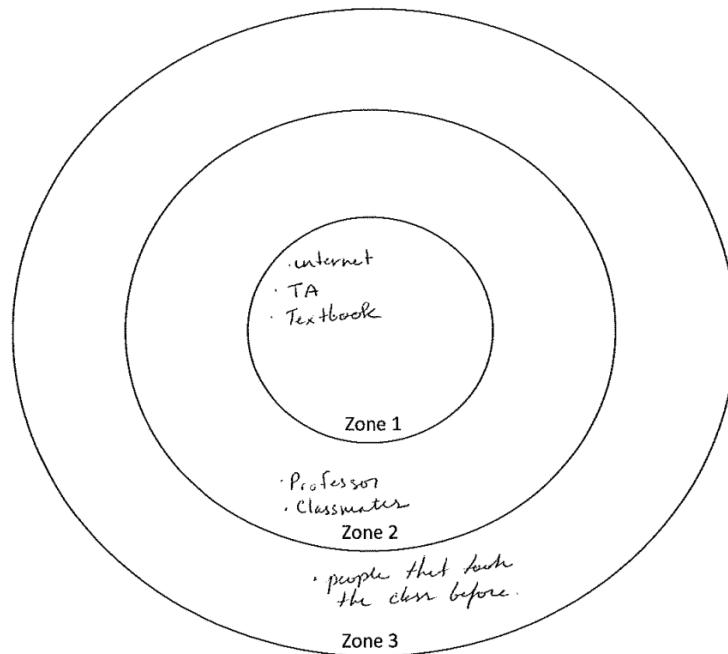 · internet
· TA
· Textbook
Zone 1
· Professor
· Classmates
Zone 2
· people that took
the class before.
Zone 3